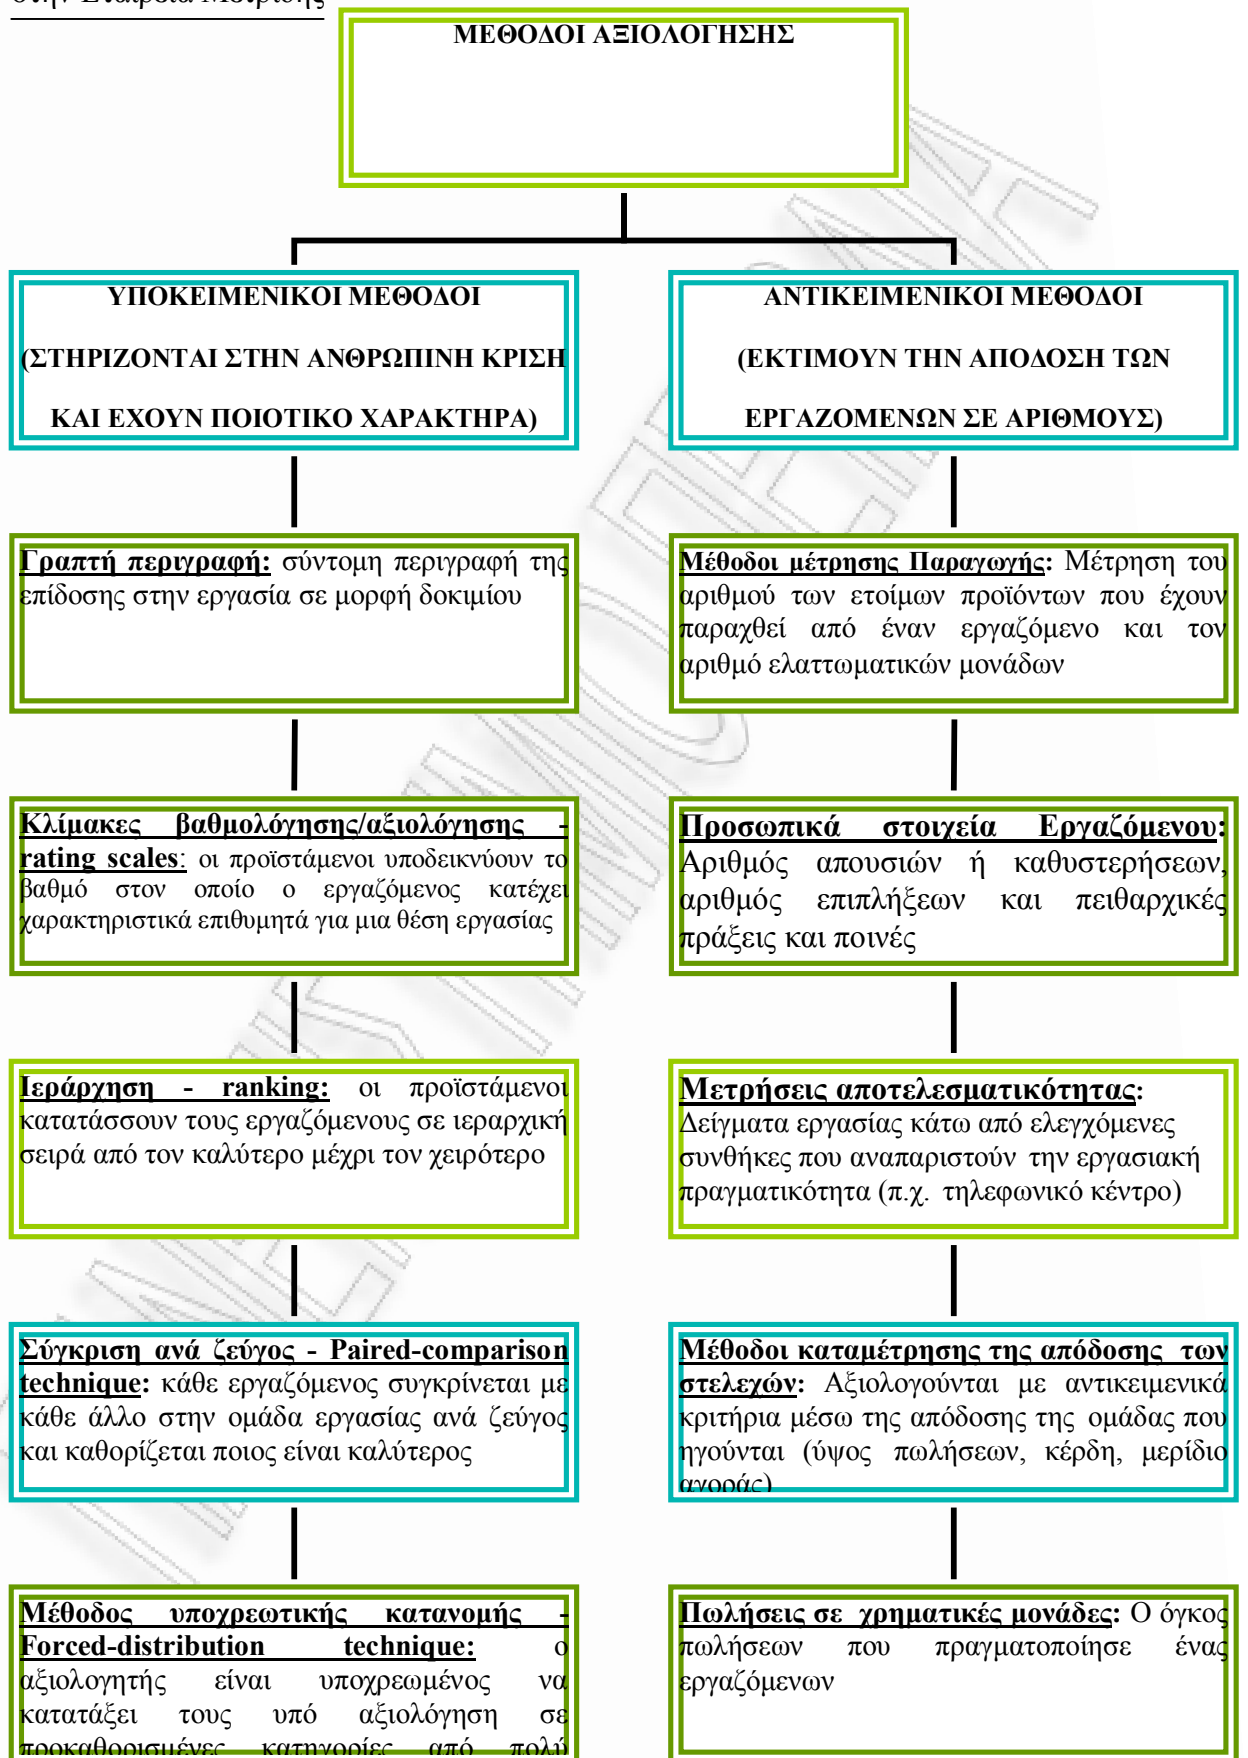 στην Εταιρεία Μέτρισης
ΜΕΘΟΔΟΙ ΑΞΙΟΛΟΓΗΣΗΣ
ΥΠΟΚΕΙΜΕΝΙΚΟΙ ΜΕΘΟΔΟΙ
(ΣΤΗΡΙΖΟΝΤΑΙ ΣΤΗΝ ΑΝΘΡΩΠΙΝΗ ΚΡΙΣΗ
ΚΑΙ ΕΧΟΥΝ ΠΟΙΟΤΙΚΟ ΧΑΡΑΚΤΗΡΑ)
ΑΝΤΙΚΕΙΜΕΝΙΚΟΙ ΜΕΘΟΔΟΙ
(ΕΚΤΙΜΟΥΝ ΤΗΝ ΑΠΟΔΟΣΗ ΤΩΝ
ΕΡΓΑΖΟΜΕΝΩΝ ΣΕ ΑΡΙΘΜΟΥΣ)
Γραπτή περιγραφή: σύντομη περιγραφή της
επίδοσης στην εργασία σε μορφή δοκιμίου
Μέθοδοι μέτρησης Παραγωγής: Μέτρηση του
αριθμού των ετοίμων προϊόντων που έχουν
παραχθεί από έναν εργαζόμενο και τον
αριθμό ελαττωματικών μονάδων
Κλίμακες βαθμολόγησης/αξιολόγησης -
rating scales: οι προϊστάμενοι υποδεικνύουν το
βαθμό στον οποίο ο εργαζόμενος κατέχει
χαρακτηριστικά επιθυμητά για μια θέση εργασίας
Προσωπικά στοιχεία Εργαζόμενου:
Αριθμός απουσιών ή καθυστερήσεων,
αριθμός επιπλήξεων και πειθαρχικές
πράξεις και ποινές
Ιεράρχηση - ranking: οι προϊστάμενοι
κατατάσσουν τους εργαζόμενους σε ιεραρχική
σειρά από τον καλύτερο μέχρι τον χειρότερο
Μετρήσεις αποτελεσματικότητας:
Δείγματα εργασίας κάτω από ελεγχόμενες
συνθήκες που αναπαριστούν την εργασιακή
πραγματικότητα (π.χ. τηλεφωνικό κέντρο)
Σύγκριση ανά ζεύγος - Paired-comparison
technique: κάθε εργαζόμενος συγκρίνεται με
κάθε άλλο στην ομάδα εργασίας ανά ζεύγος
και καθορίζεται ποιος είναι καλύτερος
Μέθοδοι καταμέτρησης της απόδοσης των
στελεχών: Αξιολογούνται με αντικειμενικά
κριτήρια μέσω της απόδοσης της ομάδας που
ηγούνται (ύψος πωλήσεων, κέρδη, μερίδιο
αγοράς)
Μέθοδος υποχρεωτικής κατανομής -
Forced-distribution technique: ο
αξιολογητής είναι υποχρεωμένος να
κατατάξει τους υπό αξιολόγηση σε
προκαθορισμένες κατηγορίες από πολύ
Πωλήσεις σε χρηματικές μονάδες: Ο όγκος
πωλήσεων που πραγματοποίησε ένας
εργαζόμενων